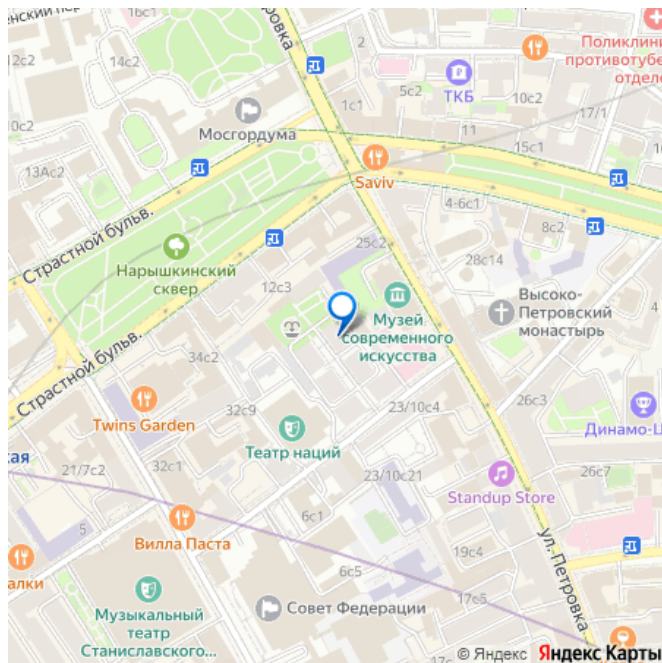 2
Поликлини
противотубе
отделе
12с2
14с2
ТКБ
5с2
10с2
17/1
1с1
Мосгордума
10с2
11
15с1
13Ас2
Saviv
Страстной бульв.
4-6с1
8с2
25с2
28с14
Нарышкинский
сквер
12с3
Высоко-
Петровский
монастырь
Музей
современного
искусства
Страстной бульв.
34с2
26с3
Twins Garden
32с9
23/10с4
Динамо-Ц
Театр наций
кая
21/7с2
32с1
23/10с21
26с7
Standup Store
6с1
5
Вилла Паста
ул. Петровка
19с4
алки
6с5
17с5
Музыкальный
театр
Станиславского...
Совет Федерации
© Яндекс Яндекс Карты